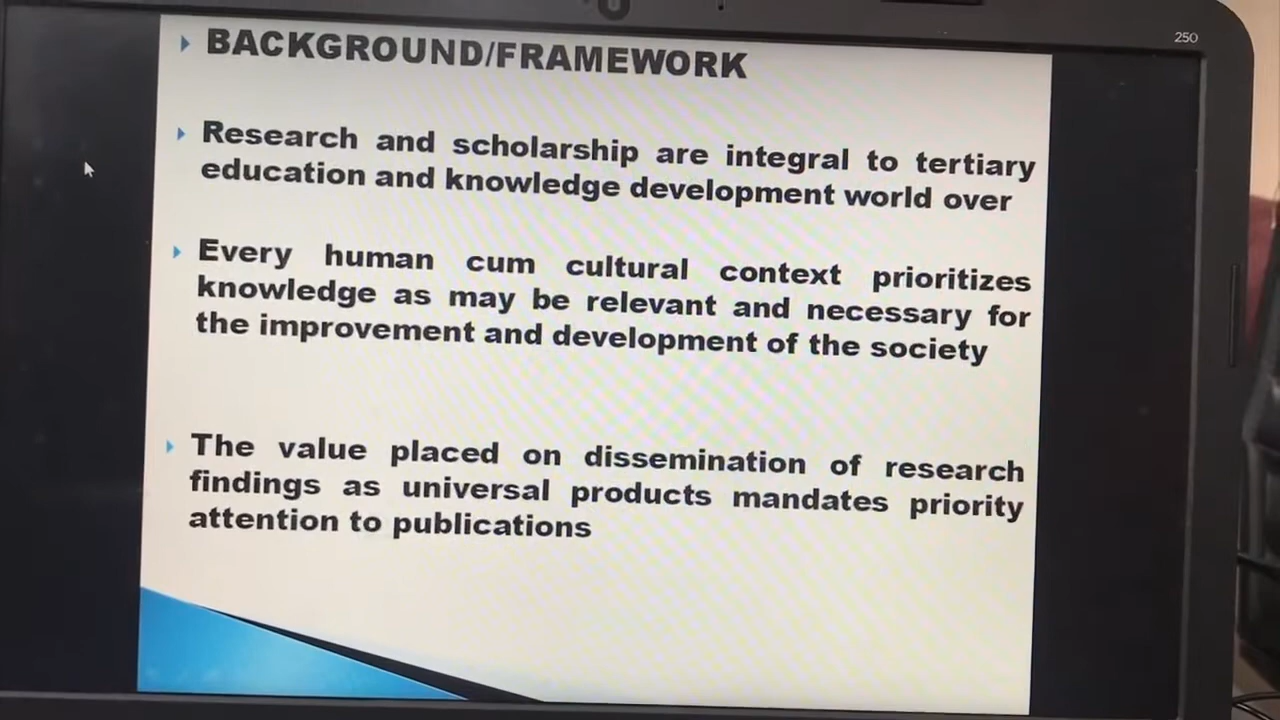 250
BACKGROUND/FRAMEWORK
Research and scholarship are integral to tertiary
education and knowledge development world over
Every human cum cultural context prioritizes
knowledge as may be relevant and necessary for
the improvement and development of the society
The value placed on dissemination of research
findings as universal products mandates priority
attention to publications